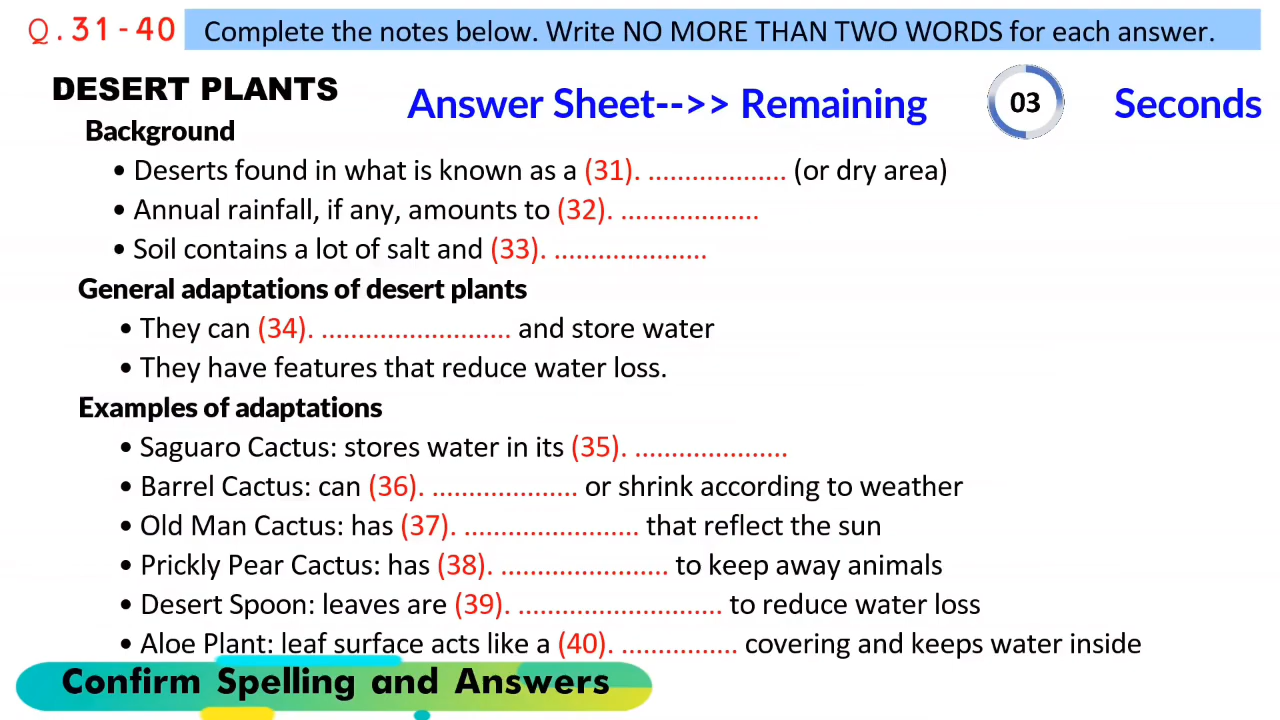 Q.31-40 Complete the notes below. Write NO MORE THAN TWO WORDS for each answer.
DESERT PLANTS
Answer Sheet-->> Remaining 03 Seconds
Background
• Deserts found in what is known as a (31). ................... (or dry area)
• Annual rainfall, if any, amounts to (32). ...................
• Soil contains a lot of salt and (33). .....................
General adaptations of desert plants
• They can (34). .......................... and store water
• They have features that reduce water loss.
Examples of adaptations
• Saguaro Cactus: stores water in its (35). .....................
• Barrel Cactus: can (36). .................... or shrink according to weather
• Old Man Cactus: has (37). ........................ that reflect the sun
• Prickly Pear Cactus: has (38). ....................... to keep away animals
• Desert Spoon: leaves are (39). ............................ to reduce water loss
• Aloe Plant: leaf surface acts like a (40). ................ covering and keeps water inside
Confirm Spelling and Answers